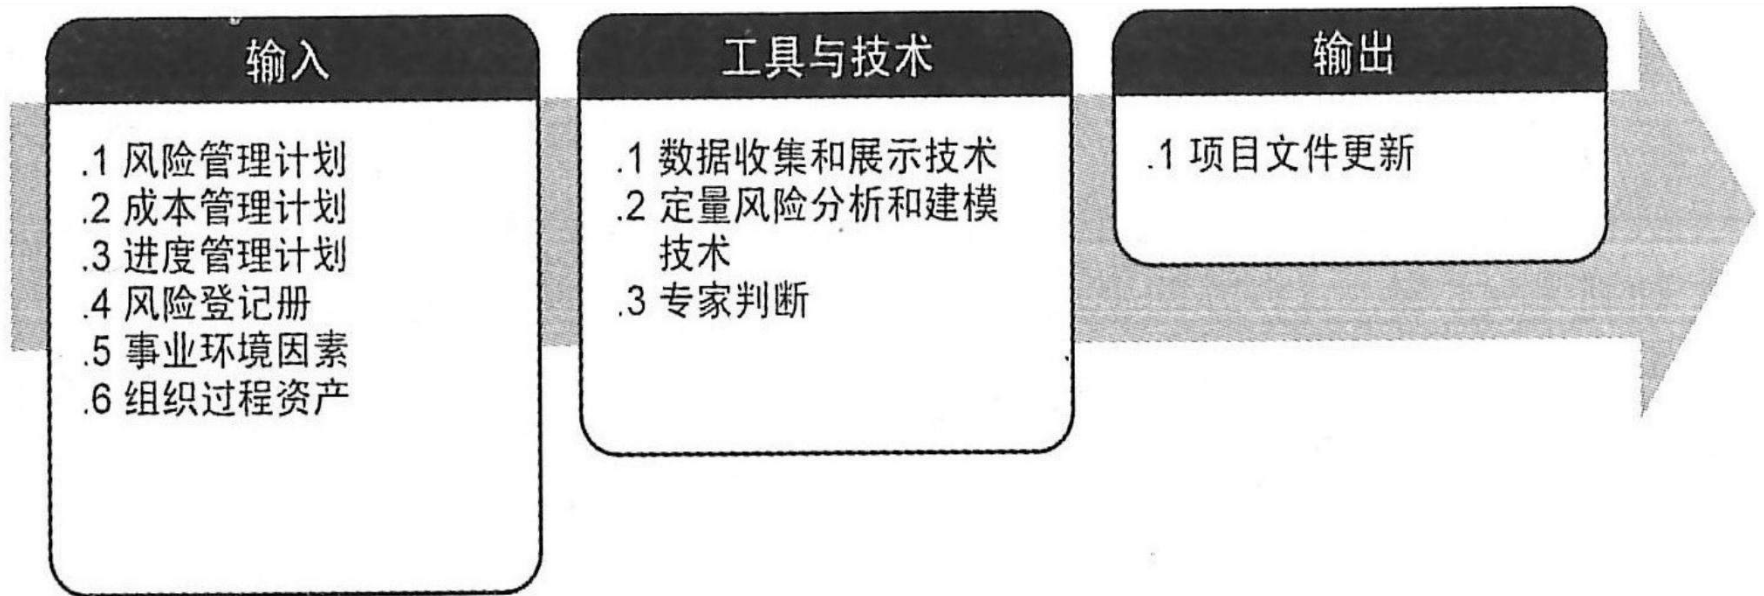 输入
.1 风险管理计划
.2 成本管理计划
.3 进度管理计划
.4 风险登记册
.5 事业环境因素
.6 组织过程资产
工具与技术
.1 数据收集和展示技术
.2 定量风险分析和建模
技术
.3 专家判断
输出
.1 项目文件更新